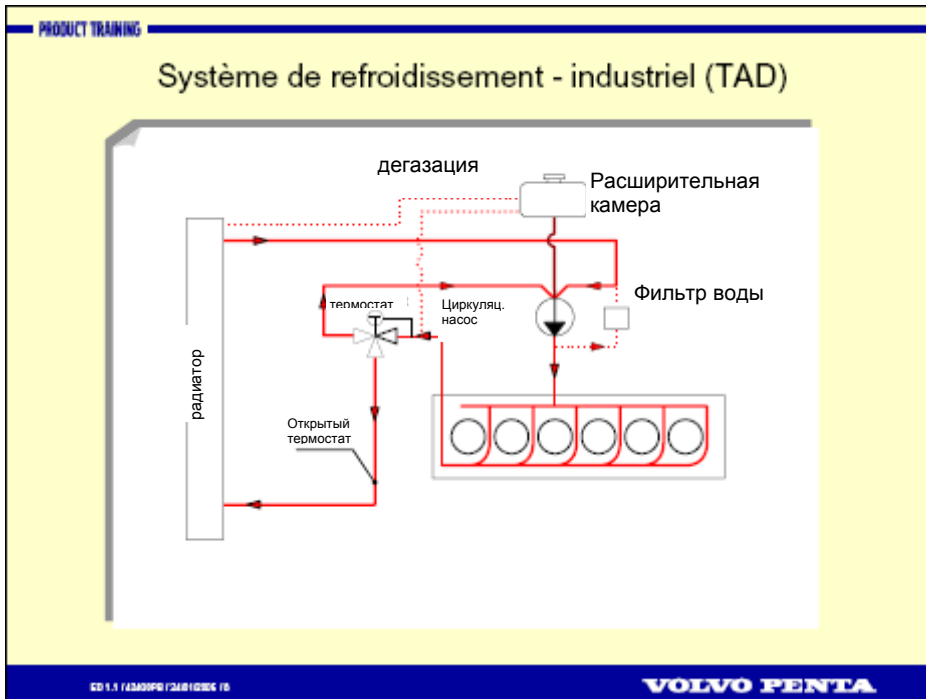 PRODUCT TRAINING
Système de refroidissement - industriel (TAD)
дегазация
Расширительная
камера
Фильтр воды
термостат
Циркуляц.
насос
радиатор
Открытый
термостат
VOLVO PENTA